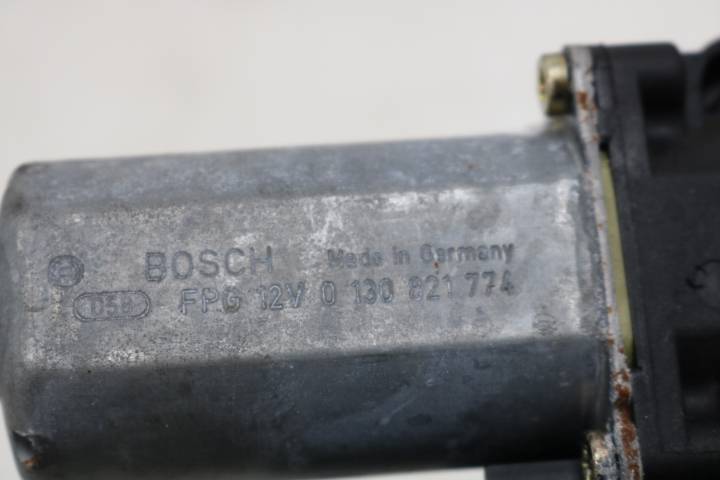 BOSCH Made in Germany
FPG 12V 0 130 821 774